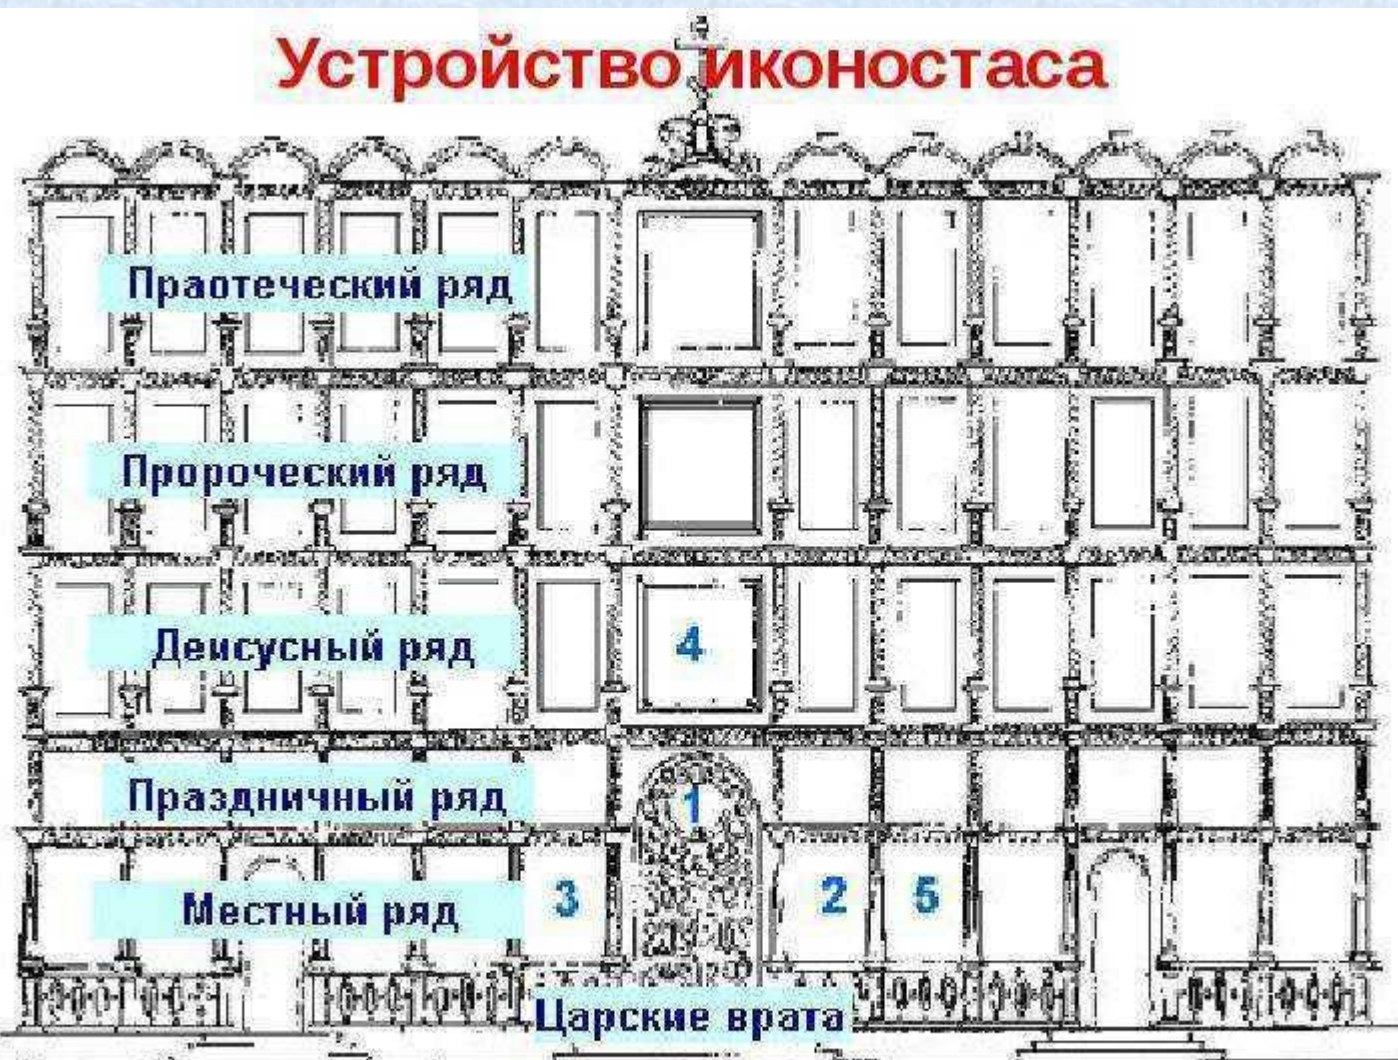 Устройство иконостаса
Праотеческий ряд
Пророческий ряд
Деисусный ряд
4
Праздничный ряд
1
Местный ряд
3
2
5
Царские врата